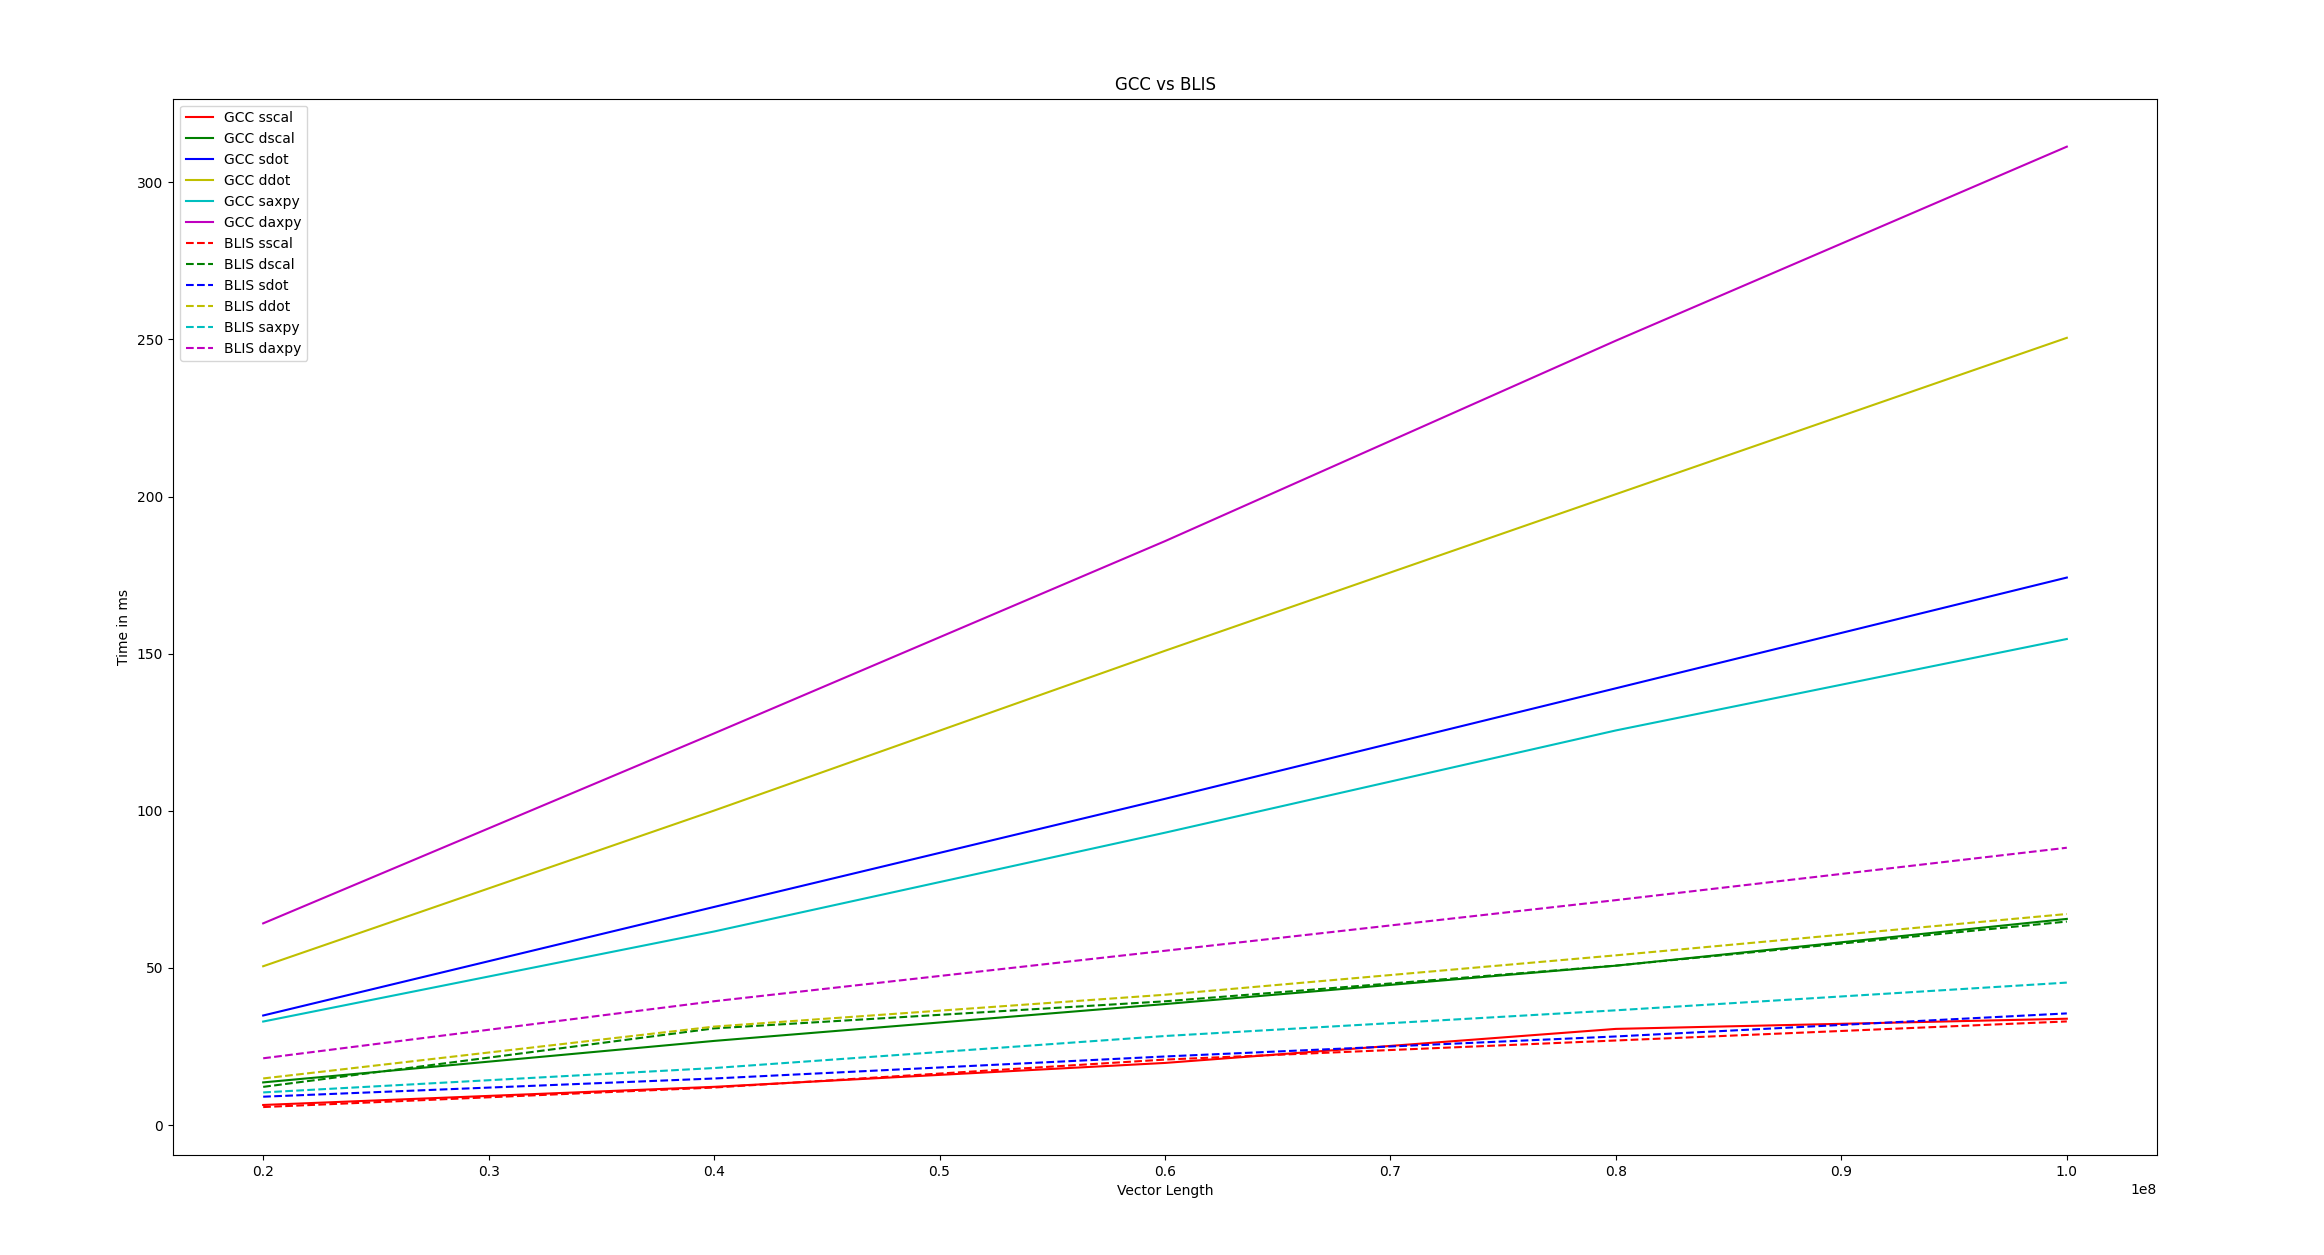 GCC vs BLIS
GCC sscal
GCC dscal
GCC sdot
GCC ddot
GCC saxpy
GCC daxpy
BLIS sscal
BLIS dscal
BLIS sdot
BLIS ddot
BLIS saxpy
BLIS daxpy
300
250
200
150
100
50
0
Time in ms
0.2 0.3 0.4 0.5 0.6 0.7 0.8 0.9 1.0
Vector Length
1e8